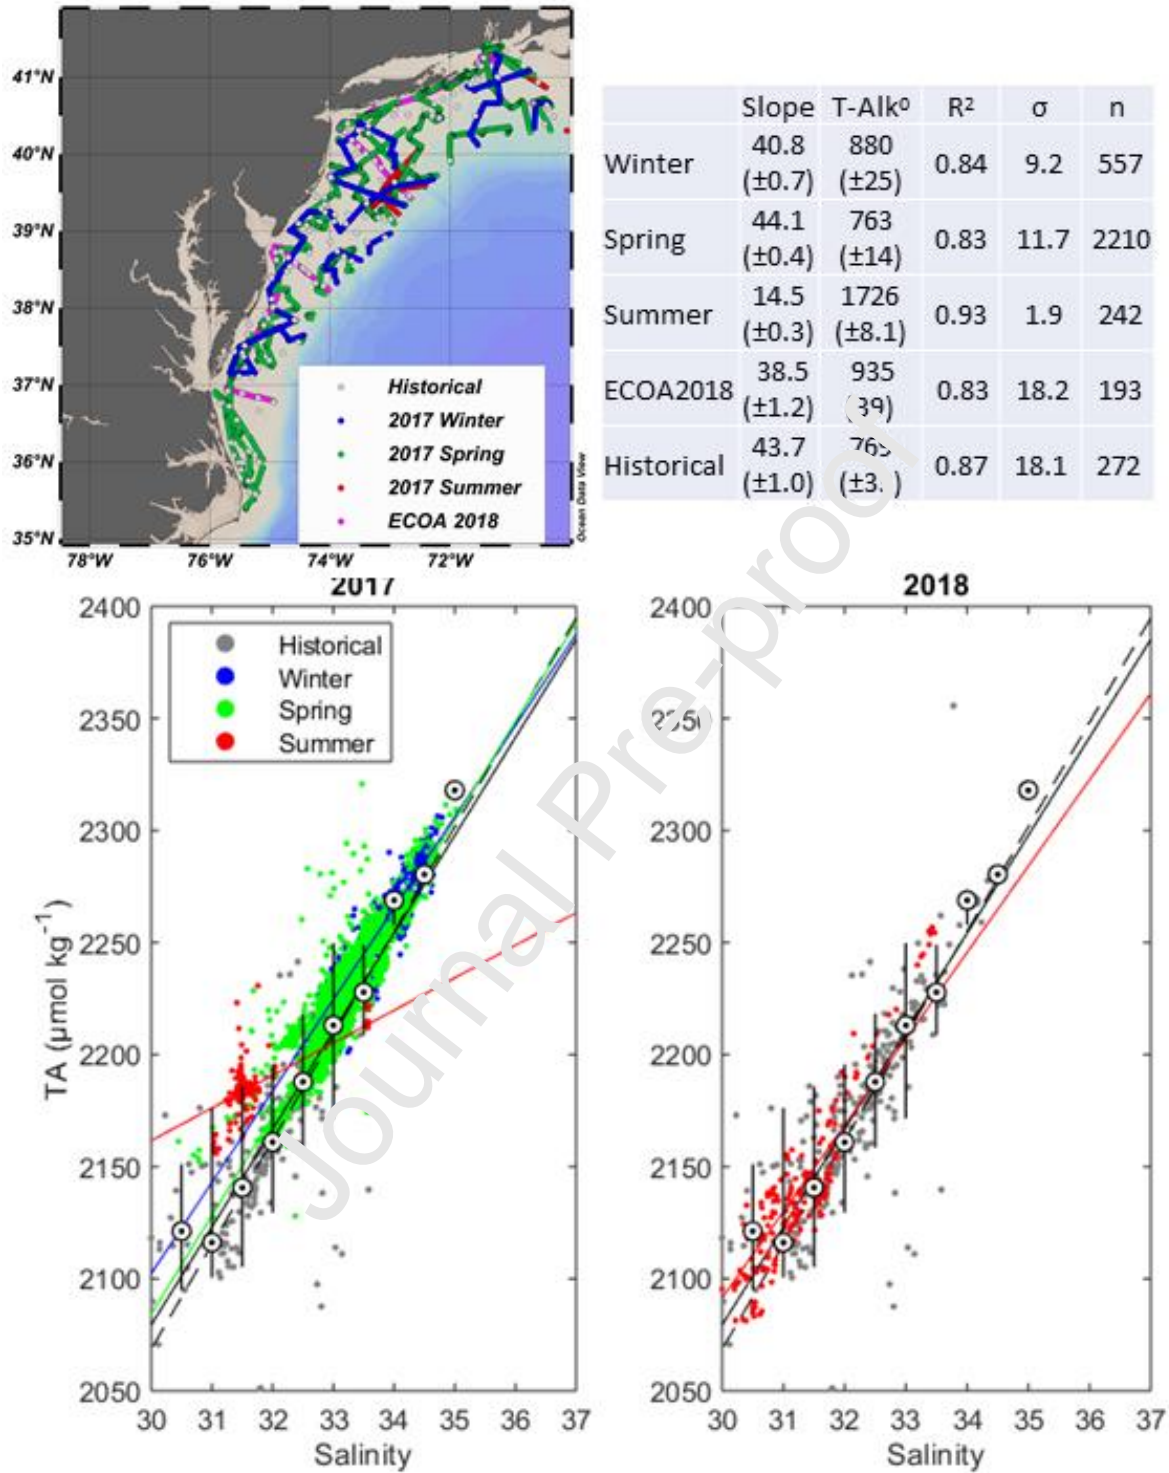 41°N
40°N
39°N
38°N
37°N
36°N
35°N
78°W 76°W 74°W 72°W
Historical
2017 Winter
2017 Spring
2017 Summer
ECOA 2018
Ocean Data View
Slope T-Alkº R² σ n
Winter 40.8 (±0.7) 880 (±25) 0.84 9.2 557
Spring 44.1 (±0.4) 763 (±14) 0.83 11.7 2210
Summer 14.5 (±0.3) 1726 (±8.1) 0.93 1.9 242
ECOA2018 38.5 (±1.2) 935 39) 0.83 18.2 193
Historical 43.7 (±1.0) 0.87 18.1 272
Journal Pre-proof
2017
Historical
Winter
Spring
Summer
2400
2350
2300
2250
2200
2150
2100
2050
TA (µmol kg⁻¹)
30 31 32 33 34 35 36 37
Salinity
2018
2400
2350
2300
2250
2200
2150
2100
2050
30 31 32 33 34 35 36 37
Salinity